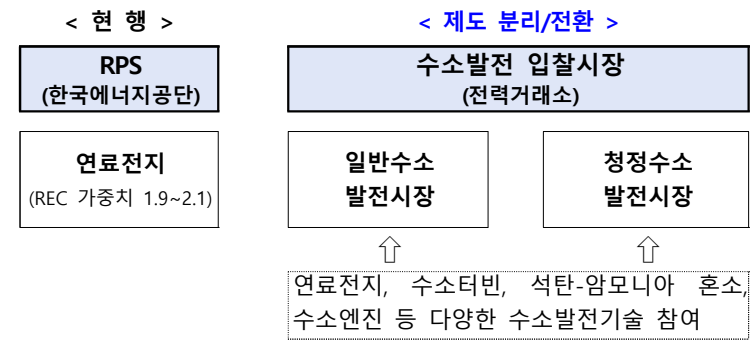 < 현 행 >
< 제도 분리/전환 >
RPS
(한국에너지공단)
수소발전 입찰시장
(전력거래소)
연료전지
(REC 가중치 1.9~2.1)
일반수소
발전시장
청정수소
발전시장
연료전지, 수소터빈, 석탄-암모니아 혼소,
수소엔진 등 다양한 수소발전기술 참여